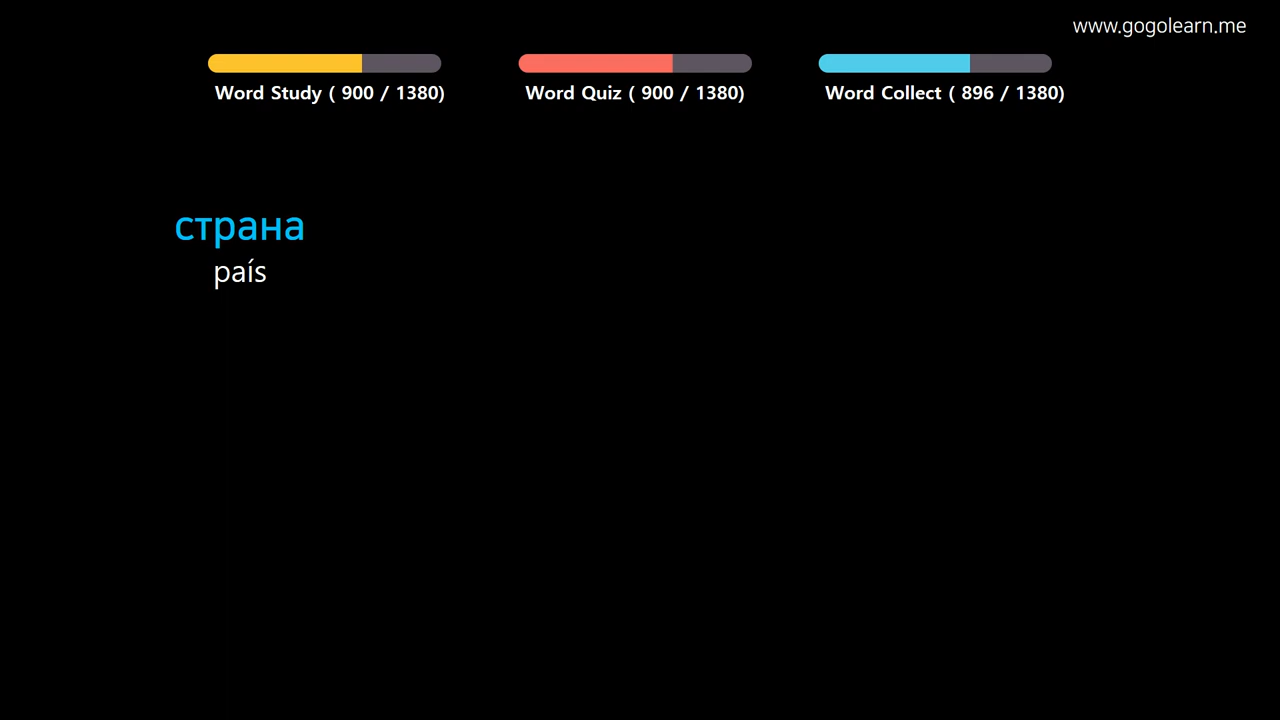 www.gogolearn.me
Word Study ( 900 / 1380)
Word Quiz ( 900 / 1380)
Word Collect ( 896 / 1380)
страна
país